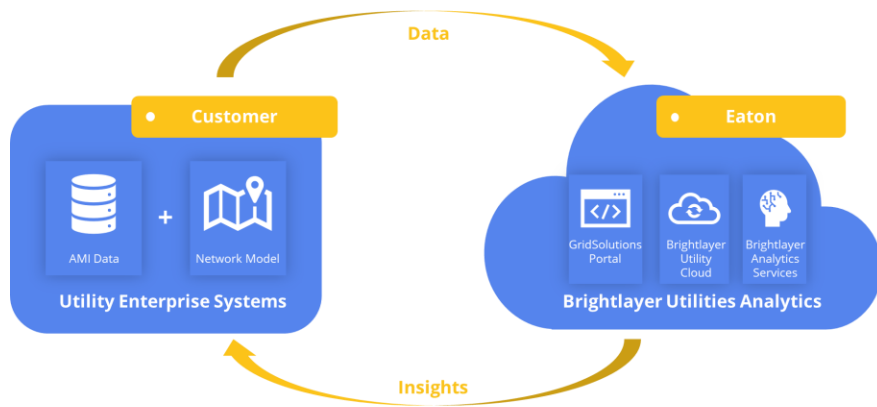 Data
Customer
Eaton
</>
AMI Data
+
Network Model
GridSolutions
Portal
Brightlayer
Utility
Cloud
Brightlayer
Analytics
Services
Utility Enterprise Systems
Brightlayer Utilities Analytics
Insights